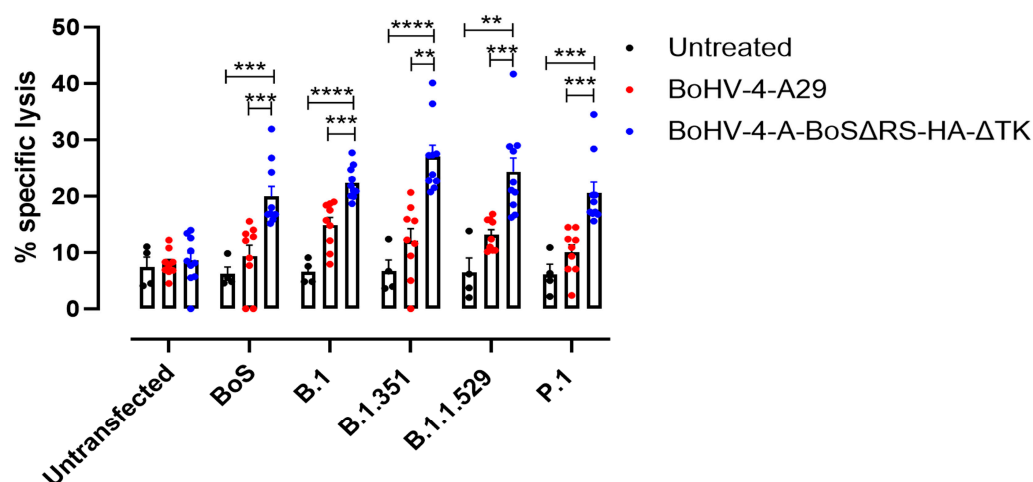 % specific lysis
50
40
30
20
10
0
*** *** **** *** **** ** ** *** *** ***
Untransfected
BoS
B.1
B.1.351
B.1.1.529
P.1
Untreated
BoHV-4-A29
BoHV-4-A-BoSΔRS-HA-ΔTK